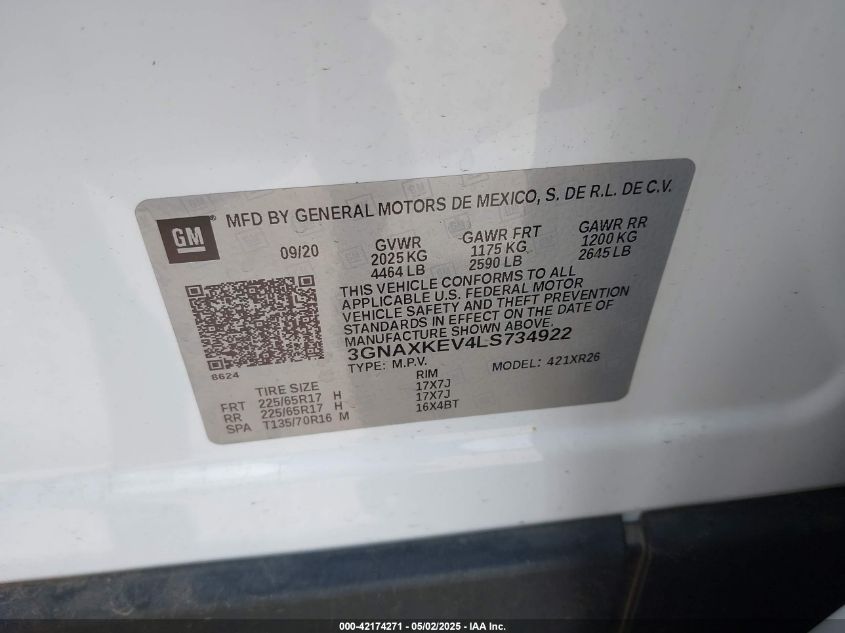 GM
MFD BY GENERAL MOTORS DE MEXICO, S. DE R.L. DE C.V.
09/20
GVWR GAWR FRT GAWR RR
2025 KG 1175 KG 1200 KG
4464 LB 2590 LB 2645 LB
THIS VEHICLE CONFORMS TO ALL
APPLICABLE U.S. FEDERAL MOTOR
VEHICLE SAFETY AND THEFT PREVENTION
STANDARDS IN EFFECT ON THE DATE OF
MANUFACTURE SHOWN ABOVE.
3GNAXKEV4LS734922
TYPE: M.P.V. MODEL: 421XR26
8624
TIRE SIZE RIM
FRT 225/65R17 H 17X7J
RR 225/65R17 H 17X7J
SPA T135/70R16 M 16X4BT
000-42174271 - 05/02/2025 - IAA Inc.